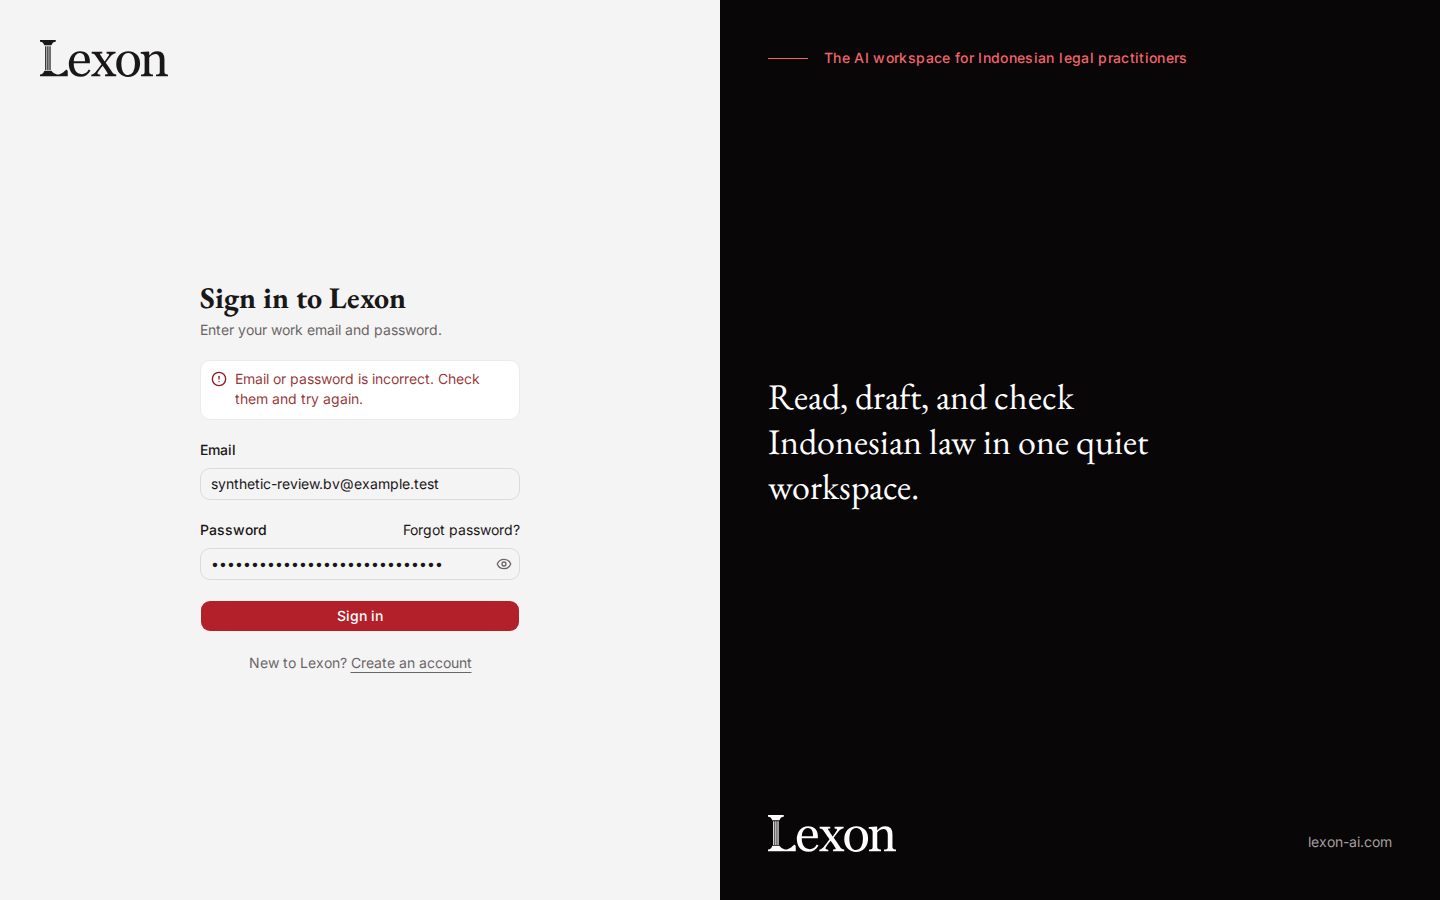 Lexon
Sign in to Lexon
Enter your work email and password.
Email or password is incorrect. Check
them and try again.
Email
synthetic-review.bv@example.test
Password
Forgot password?
•••••••••••••••••••••••••••••
Sign in
New to Lexon? Create an account
The AI workspace for Indonesian legal practitioners
Read, draft, and check
Indonesian law in one quiet
workspace.
Lexon
lexon-ai.com